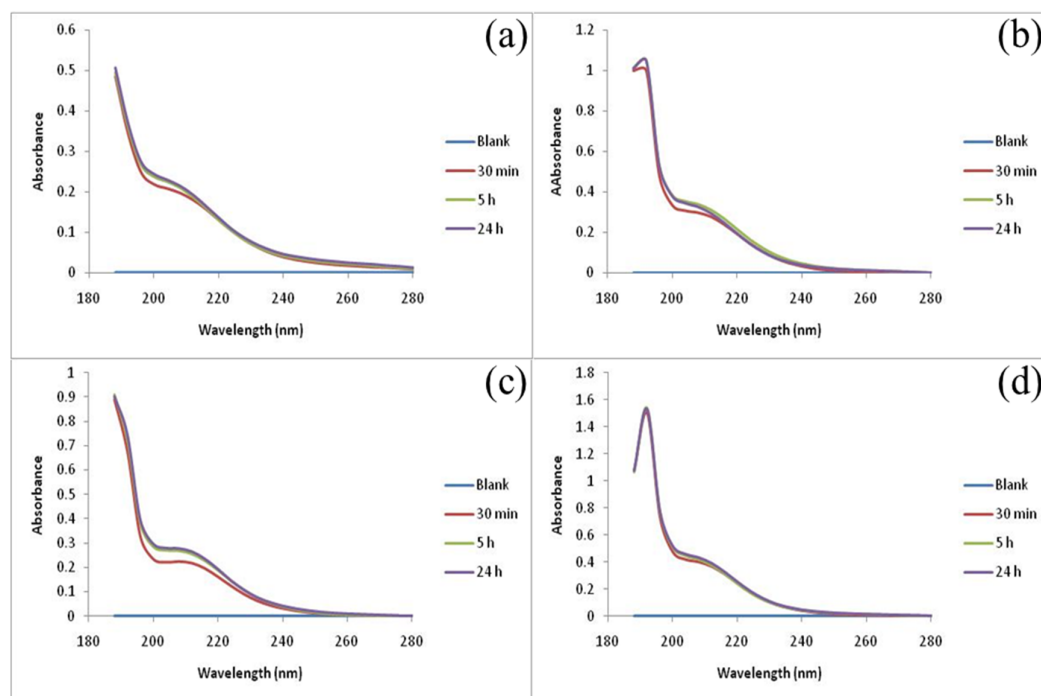 (a)
0.6
0.5
0.4
0.3
0.2
0.1
0
Absorbance
180 200 220 240 260 280
Wavelength (nm)
Blank
30 min
5 h
24 h
(b)
1.2
1
0.8
0.6
0.4
0.2
0
AAbsorbance
180 200 220 240 260 280
Wavelength (nm)
Blank
30 min
5 h
24 h
(c)
1
0.9
0.8
0.7
0.6
0.5
0.4
0.3
0.2
0.1
0
Absorbance
180 200 220 240 260 280
Wavelength (nm)
Blank
30 min
5 h
24 h
(d)
1.8
1.6
1.4
1.2
1
0.8
0.6
0.4
0.2
0
Absorbance
180 200 220 240 260 280
Wavelength (nm)
Blank
30 min
5 h
24 h